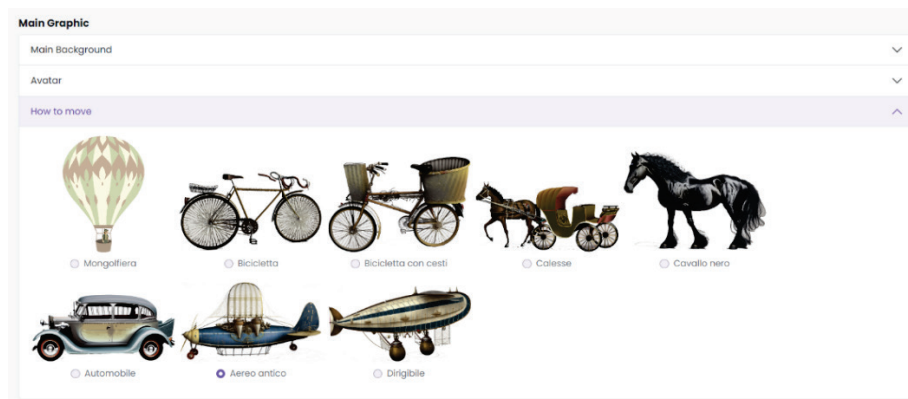 Main Graphic
Main Background
Avatar
How to move
Mongolfiera
Bicicletta
Bicicletta con cesti
Calesse
Cavallo nero
Automobile
Aereo antico
Dirigibile